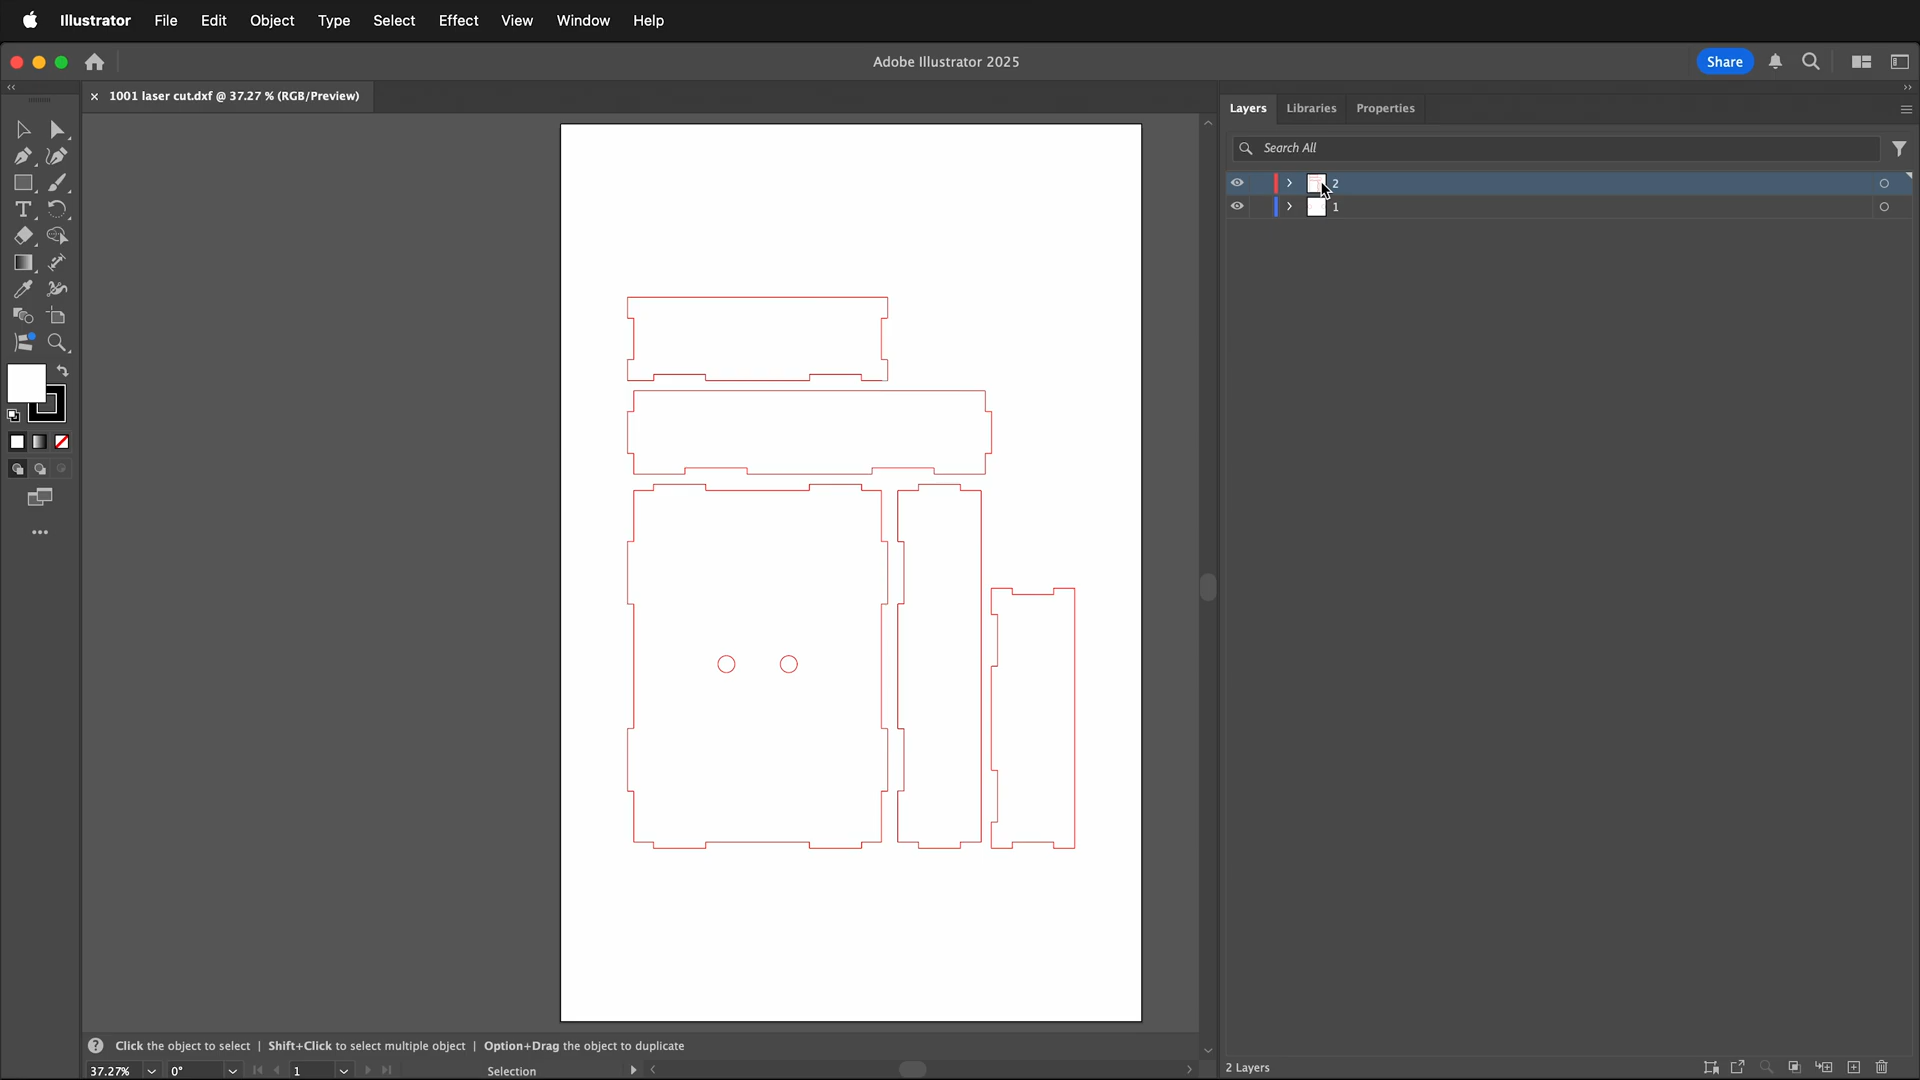 Illustrator File Edit Object Type Select Effect View Window Help
Adobe Illustrator 2025
Share
1001 laser cut.dxf @ 37.27 % (RGB/Preview)
Layers Libraries Properties
Search All
2
1
Click the object to select | Shift+Click to select multiple object | Option+Drag the object to duplicate
37.27% 0° 1 Selection
2 Layers